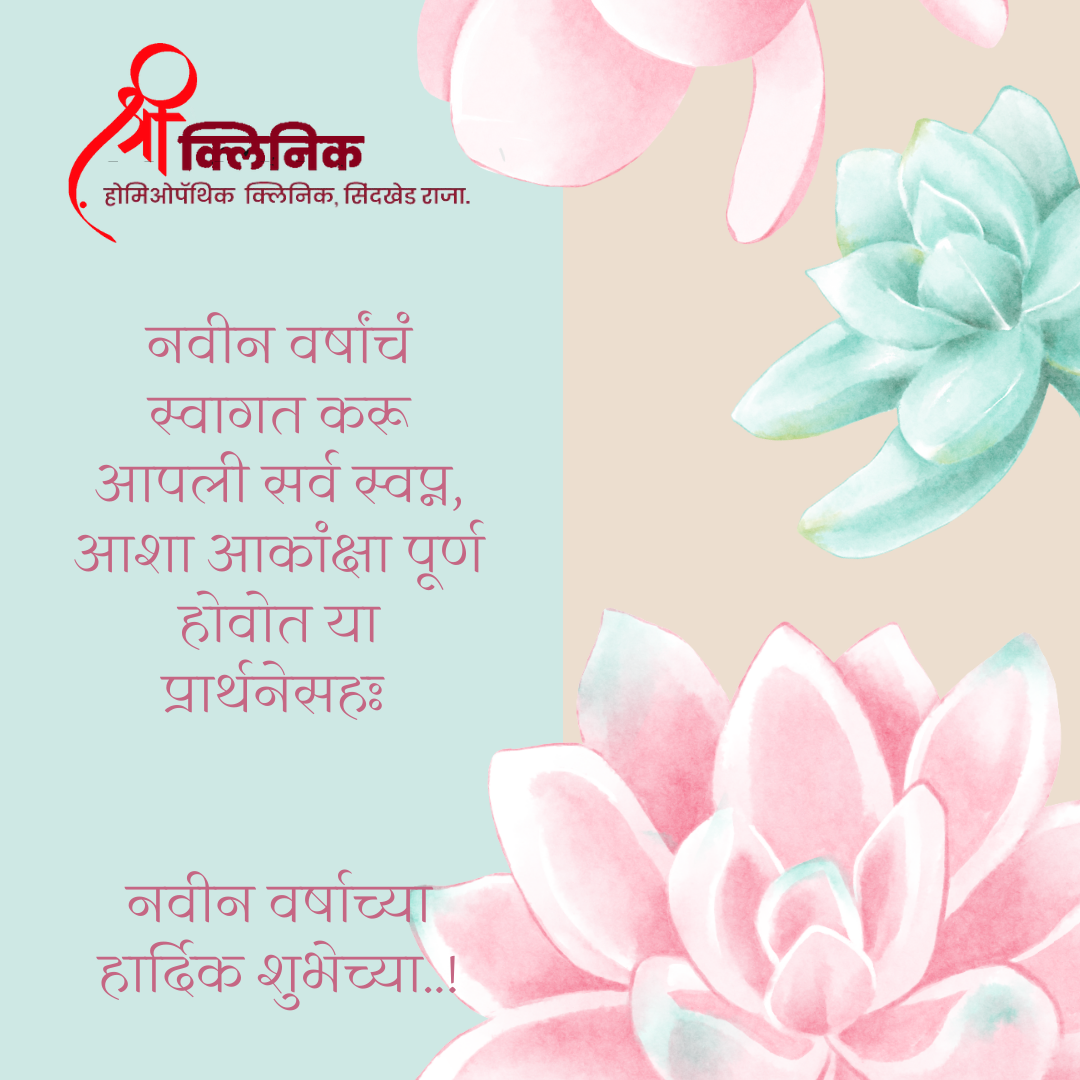 श्री क्लिनिक
होमिओपॅथिक क्लिनिक, सिंदखेड राजा.
नवीन वर्षांचं
स्वागत करू
आपली सर्व स्वप्न,
आशा आकांक्षा पूर्ण
होवोत या
प्रार्थनेसहः
नवीन वर्षाच्या
हार्दिक शुभेच्या..!